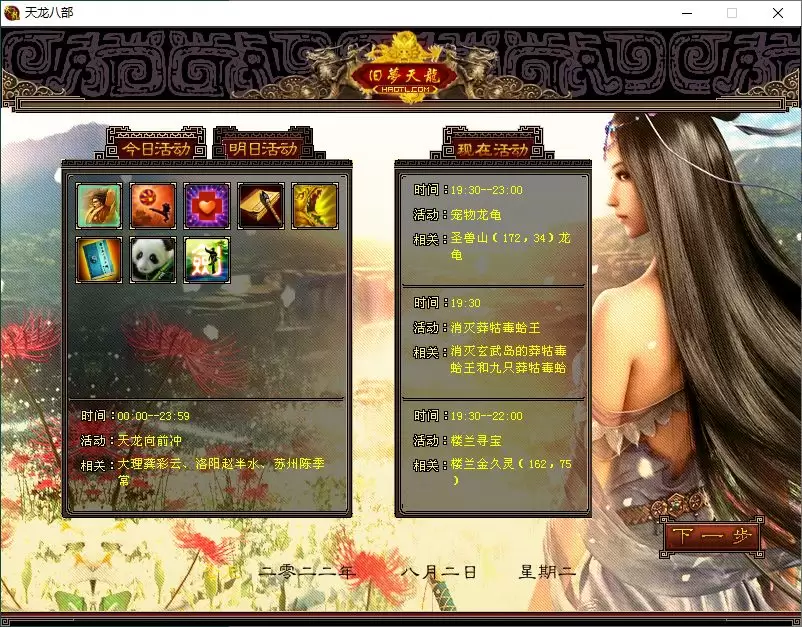 天龙八部
旧夢天龍
HAOTL.COM
今日活动
明日活动
现在活动
时间：00:00--23:59
活动：天龙向前冲
相关：大理龚彩云、洛阳赵半水、苏州陈季
常
时间：19:30--23:00
活动：宠物龙龟
相关：圣兽山（172，34）龙
龟
时间：19:30
活动：消灭莽牯毒蛤王
相关：消灭玄武岛的莽牯毒
蛤王和九只莽牯毒蛤
时间：19:30--22:00
活动：楼兰寻宝
相关：楼兰金久灵（162，75
）
下一步
二零二二年 八月二日 星期二